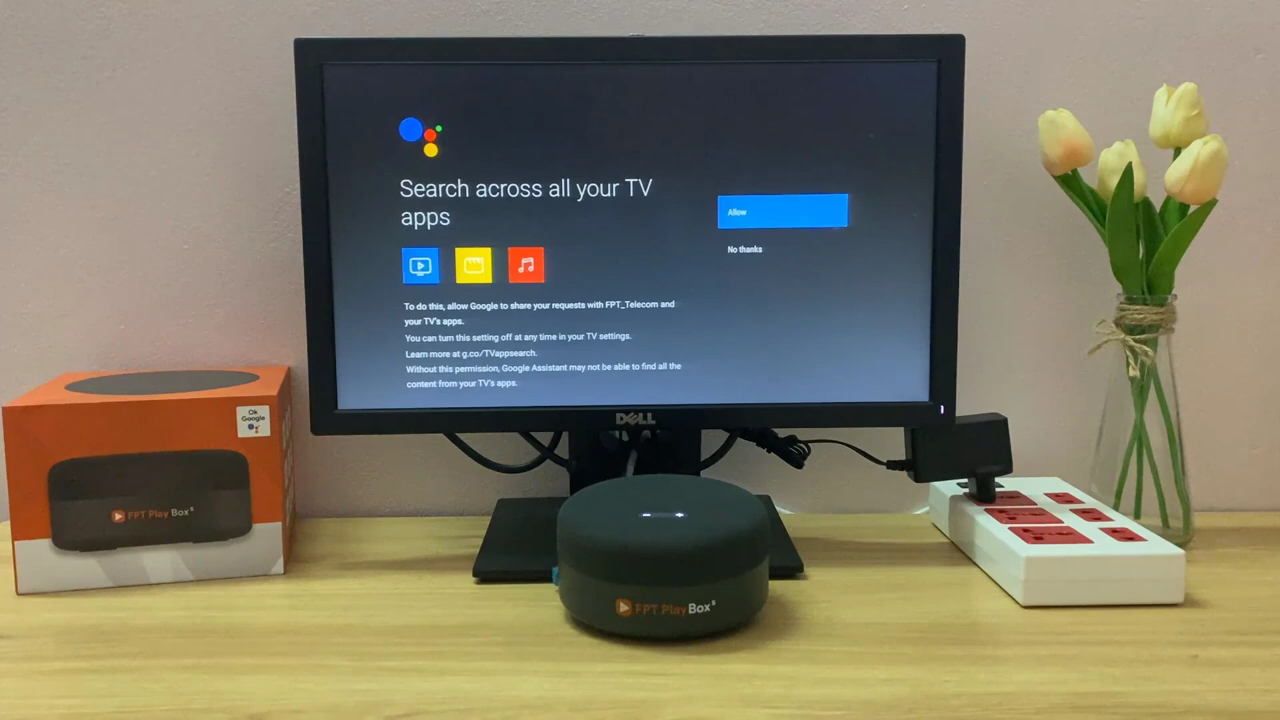 Search across all your TV
apps
To do this, allow Google to share your requests with FPT_Telecom and
your TV's apps.
You can turn this setting off at any time in your TV settings.
Learn more at g.co/TVappsearch.
Without this permission, Google Assistant may not be able to find all the
content from your TV's apps.
Allow
No thanks
DELL
Ok
Google
FPT Play Box S
FPT Play Box S